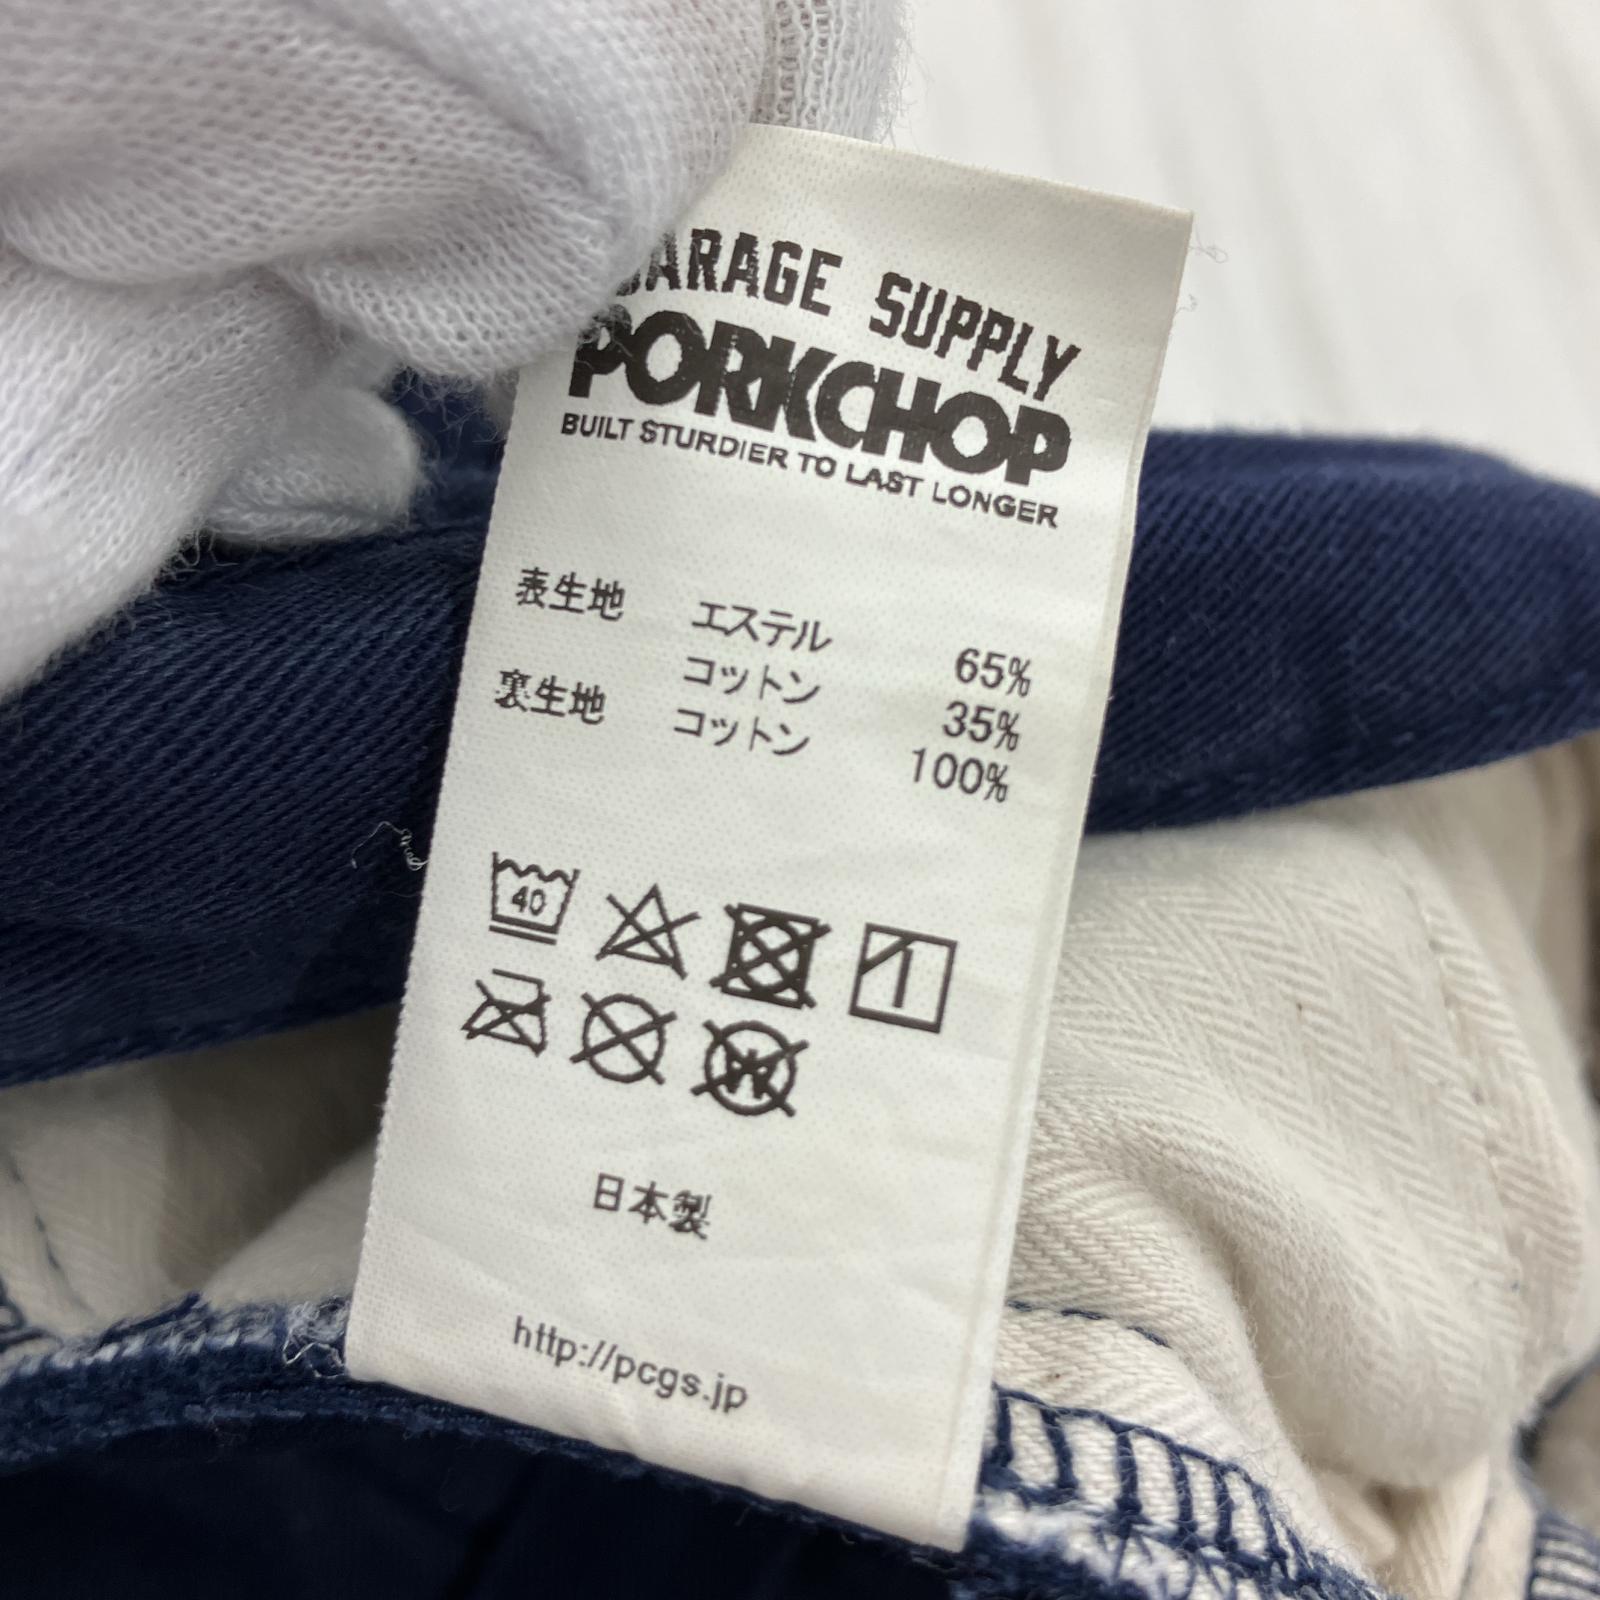 GARAGE SUPPLY
PORKCHOP
BUILT STURDIER TO LAST LONGER
表生地 エステル 65%
コットン 35%
裏生地 コットン 100%
40
W
日本製
http://pcgs.jp